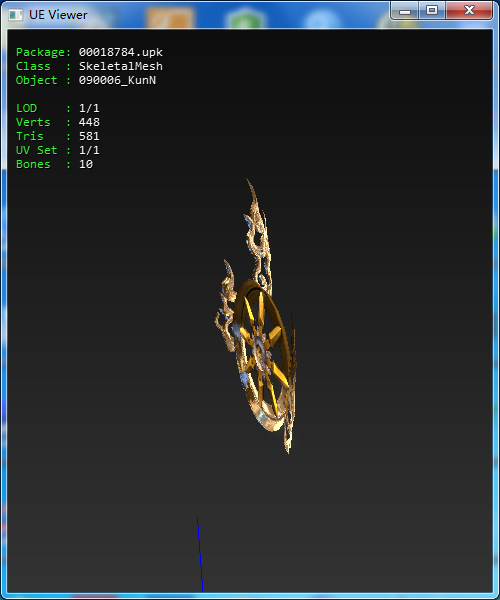 UE Viewer
Package: 00018784.upk
Class : SkeletalMesh
Object : 090006_KunN
LOD : 1/1
Verts : 448
Tris : 581
UV Set : 1/1
Bones : 10